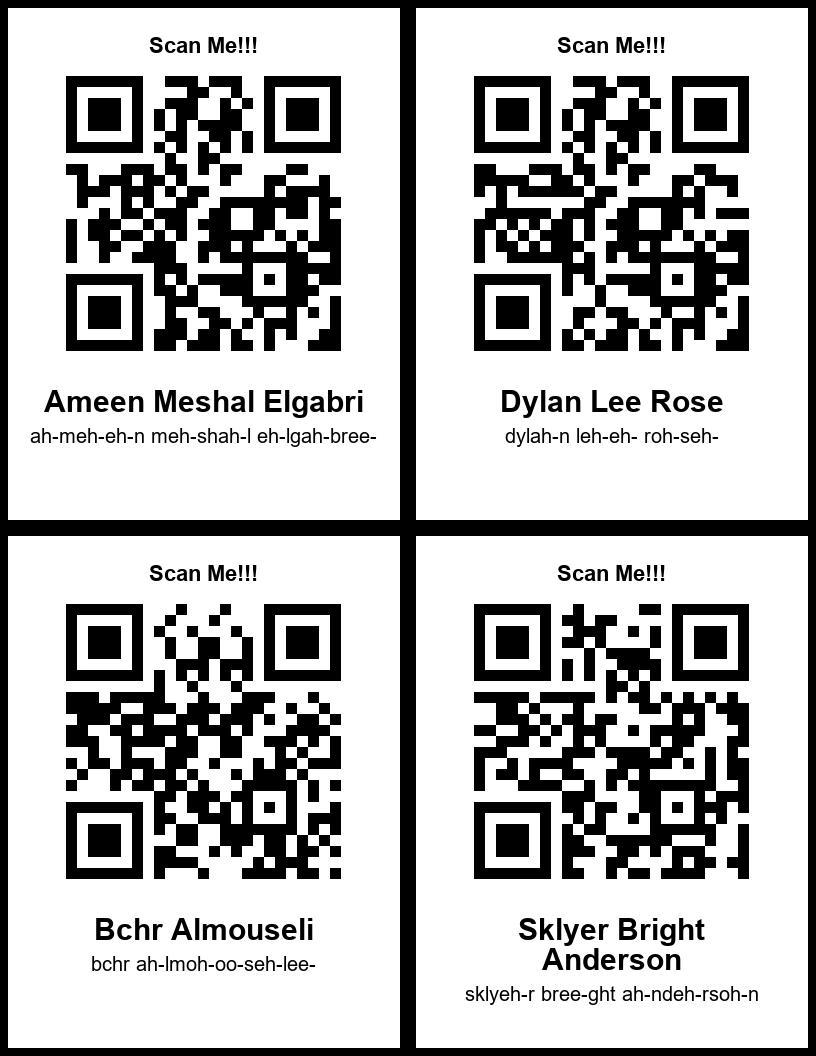 Scan Me!!!
Ameen Meshal Elgabri
ah-meh-eh-n meh-shah-l eh-lgah-bree-
Scan Me!!!
Dylan Lee Rose
dylah-n leh-eh- roh-seh-
Scan Me!!!
Bchr Almouseli
bchr ah-lmoh-oo-seh-lee-
Scan Me!!!
Sklyer Bright
Anderson
sklyeh-r bree-ght ah-ndeh-rsoh-n